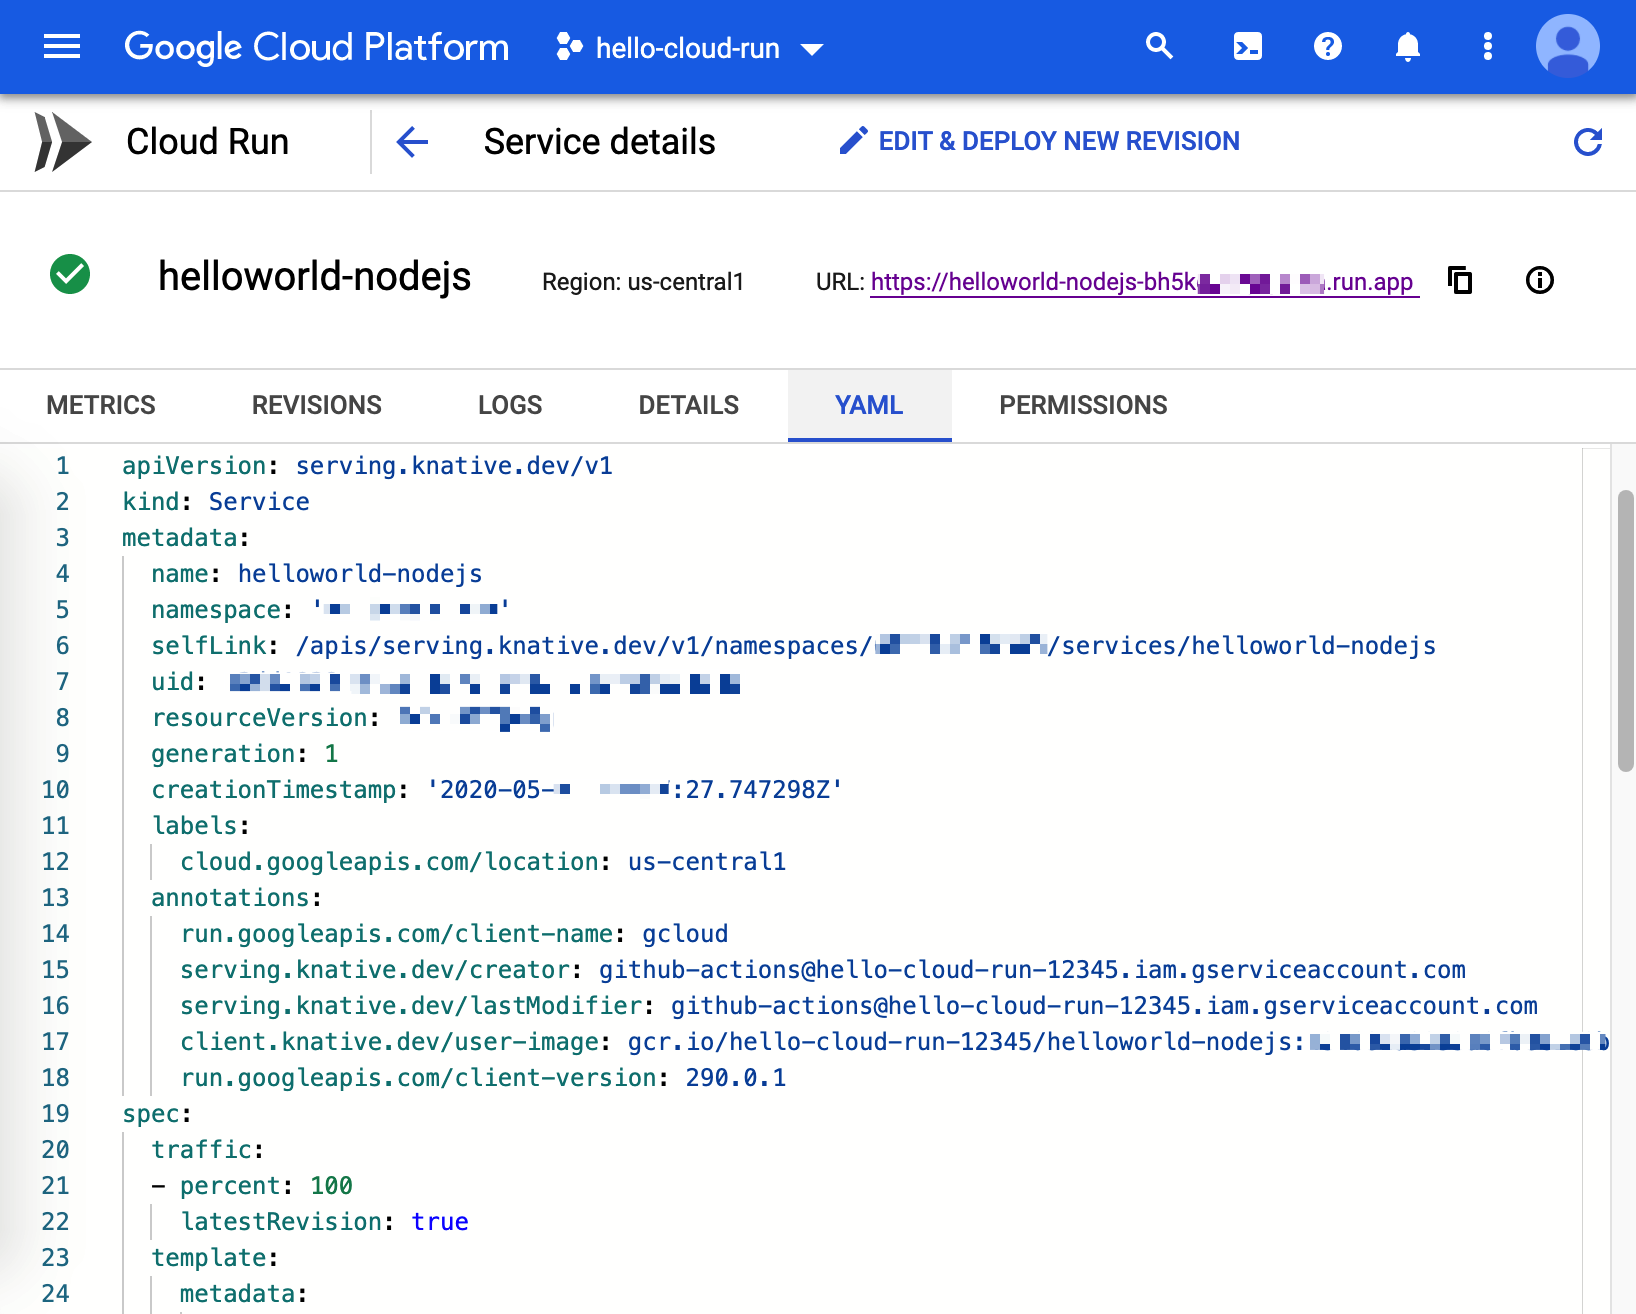 Google Cloud Platform hello-cloud-run
Cloud Run Service details EDIT & DEPLOY NEW REVISION
helloworld-nodejs Region: us-central1 URL: https://helloworld-nodejs-bh5k .run.app
METRICS REVISIONS LOGS DETAILS YAML PERMISSIONS
1 apiVersion: serving.knative.dev/v1
2 kind: Service
3 metadata:
4 name: helloworld-nodejs
5 namespace: ' '
6 selfLink: /apis/serving.knative.dev/v1/namespaces/ /services/helloworld-nodejs
7 uid:
8 resourceVersion:
9 generation: 1
10 creationTimestamp: '2020-05- :27.747298Z'
11 labels:
12 cloud.googleapis.com/location: us-central1
13 annotations:
14 run.googleapis.com/client-name: gcloud
15 serving.knative.dev/creator: github-actions@hello-cloud-run-12345.iam.gserviceaccount.com
16 serving.knative.dev/lastModifier: github-actions@hello-cloud-run-12345.iam.gserviceaccount.com
17 client.knative.dev/user-image: gcr.io/hello-cloud-run-12345/helloworld-nodejs:
18 run.googleapis.com/client-version: 290.0.1
19 spec:
20 traffic:
21 - percent: 100
22 latestRevision: true
23 template:
24 metadata: